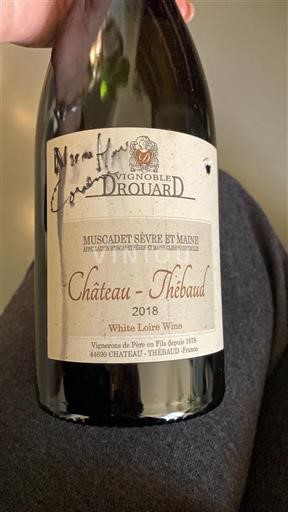 VIGNOBLE
DROUARD
MUSCADET SÈVRE ET MAINE
Château - Thébaud
2018
White Loire Wine
Vignerons de Père en Fils depuis 1878
44690 CHATEAU - THÉBAUD -France